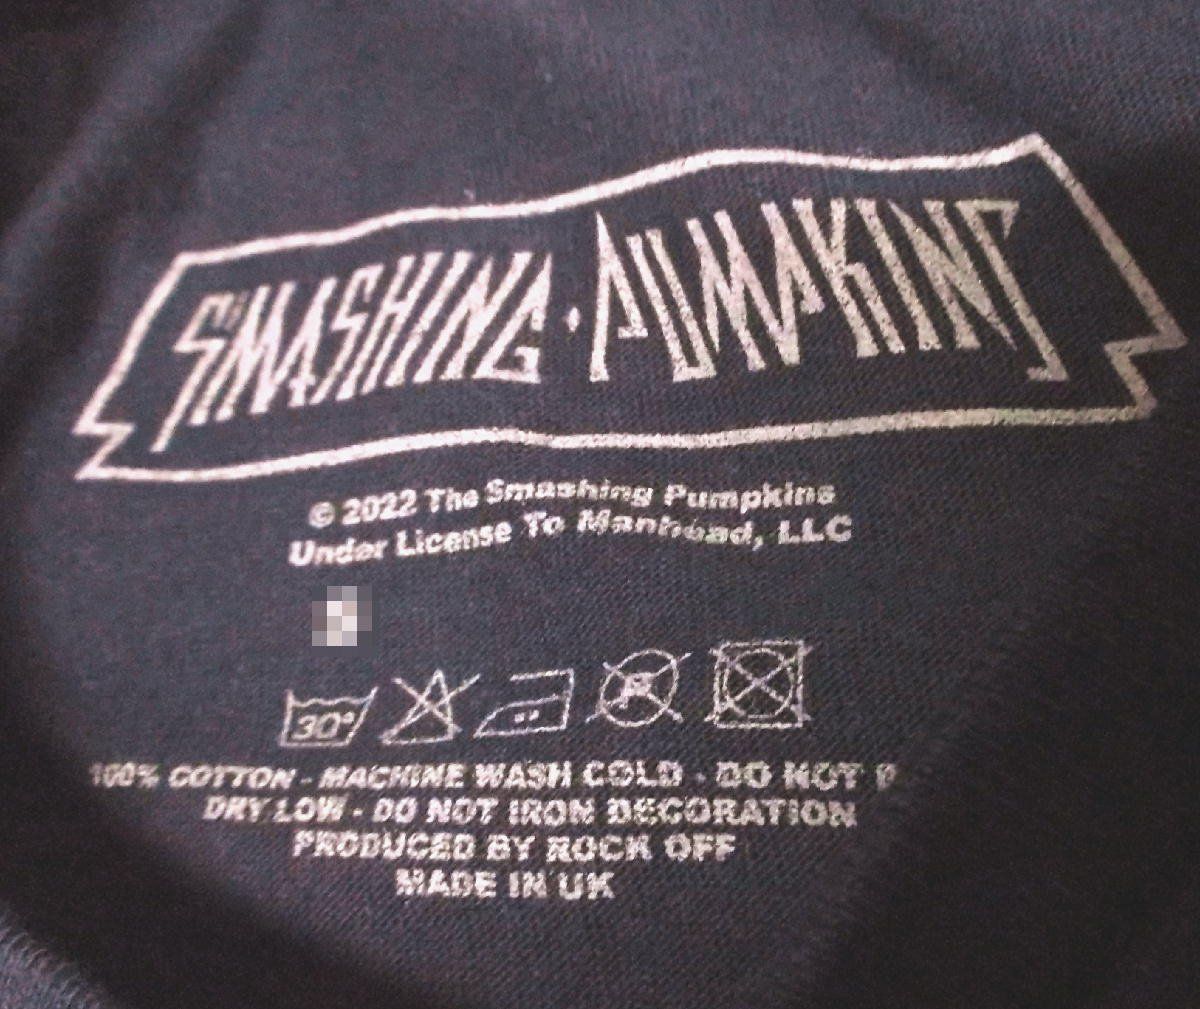 SMASHING · PUMPKINS
© 2022 The Smashing Pumpkins
Under License To Manhead, LLC
30°
P
100% COTTON - MACHINE WASH COLD - DO NOT
DRY LOW - DO NOT IRON DECORATION
PRODUCED BY ROCK OFF
MADE IN UK